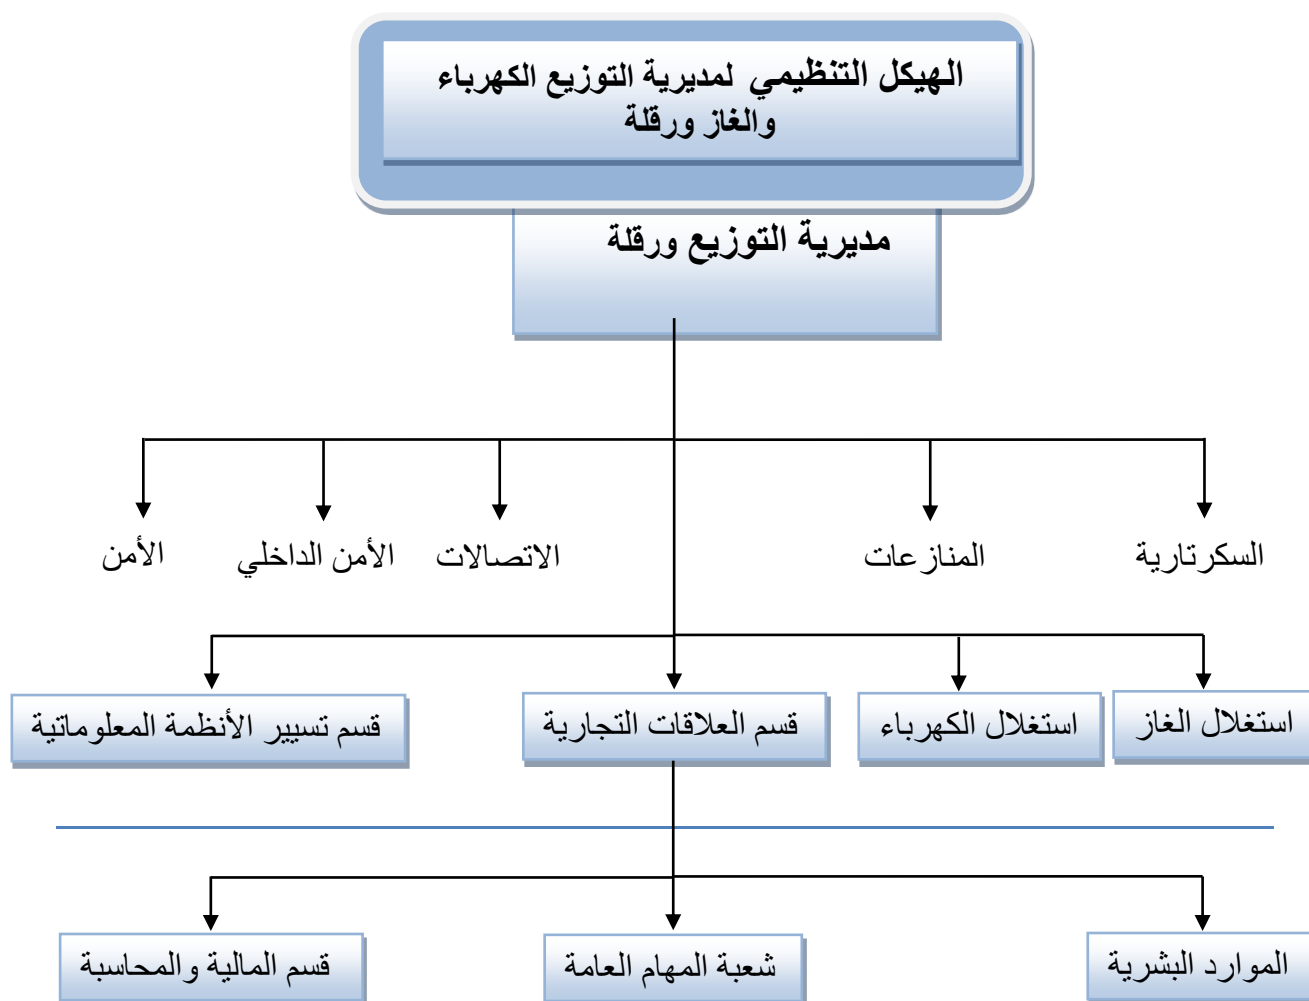 الهيكل التنظيمي لمديرية التوزيع الكهرباء
والغاز ورقلة
مديرية التوزيع ورقلة
السكرتارية
المنازعات
الاتصالات
الأمن الداخلي
الأمن
استغلال الغاز
استغلال الكهرباء
قسم العلاقات التجارية
قسم تسيير الأنظمة المعلوماتية
الموارد البشرية
شعبة المهام العامة
قسم المالية والمحاسبة